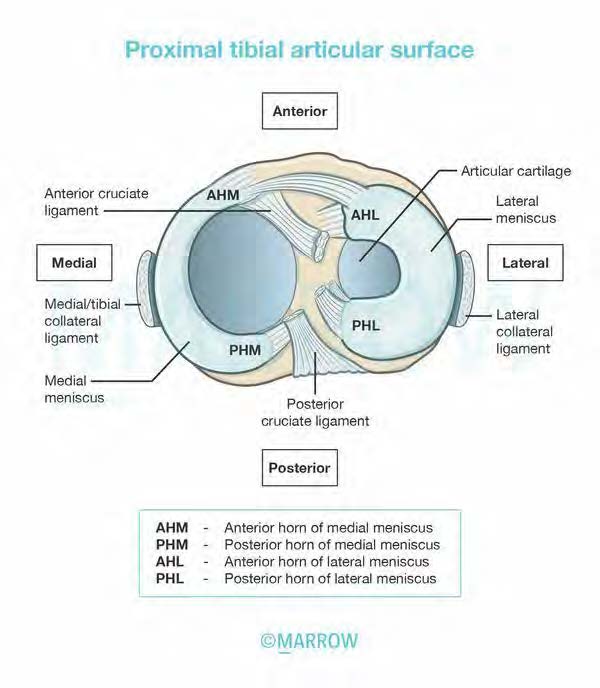 Proximal tibial articular surface
Anterior
Articular cartilage
AHM
Anterior cruciate
ligament
AHL
Lateral
meniscus
Medial
Lateral
Medial/tibial
collateral
ligament
PHL
Lateral
collateral
ligament
PHM
Medial
meniscus
Posterior
cruciate ligament
Posterior
AHM - Anterior horn of medial meniscus
PHM - Posterior horn of medial meniscus
AHL - Anterior horn of lateral meniscus
PHL - Posterior horn of lateral meniscus
©MARROW